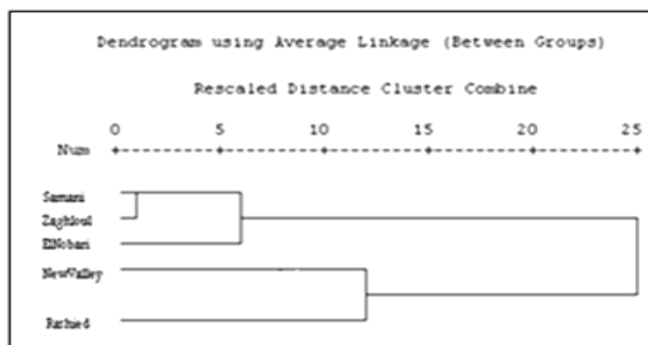 Dendrogram using Average Linkage (Between Groups)
Rescaled Distance Cluster Combine
0 5 10 15 20 25
Num
Samani
Zaghloul
ElNobari
NewValley
Rashied